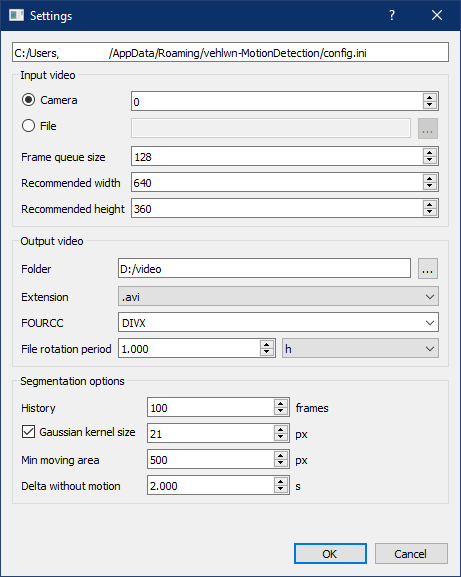 Settings
C:/Users, /AppData/Roaming/vehlwn-MotionDetection/config.ini
Input video
Camera 0
File ...
Frame queue size 128
Recommended width 640
Recommended height 360
Output video
Folder D:/video ...
Extension .avi
FOURCC DIVX
File rotation period 1.000 h
Segmentation options
History 100 frames
Gaussian kernel size 21 px
Min moving area 500 px
Delta without motion 2.000 s
OK Cancel